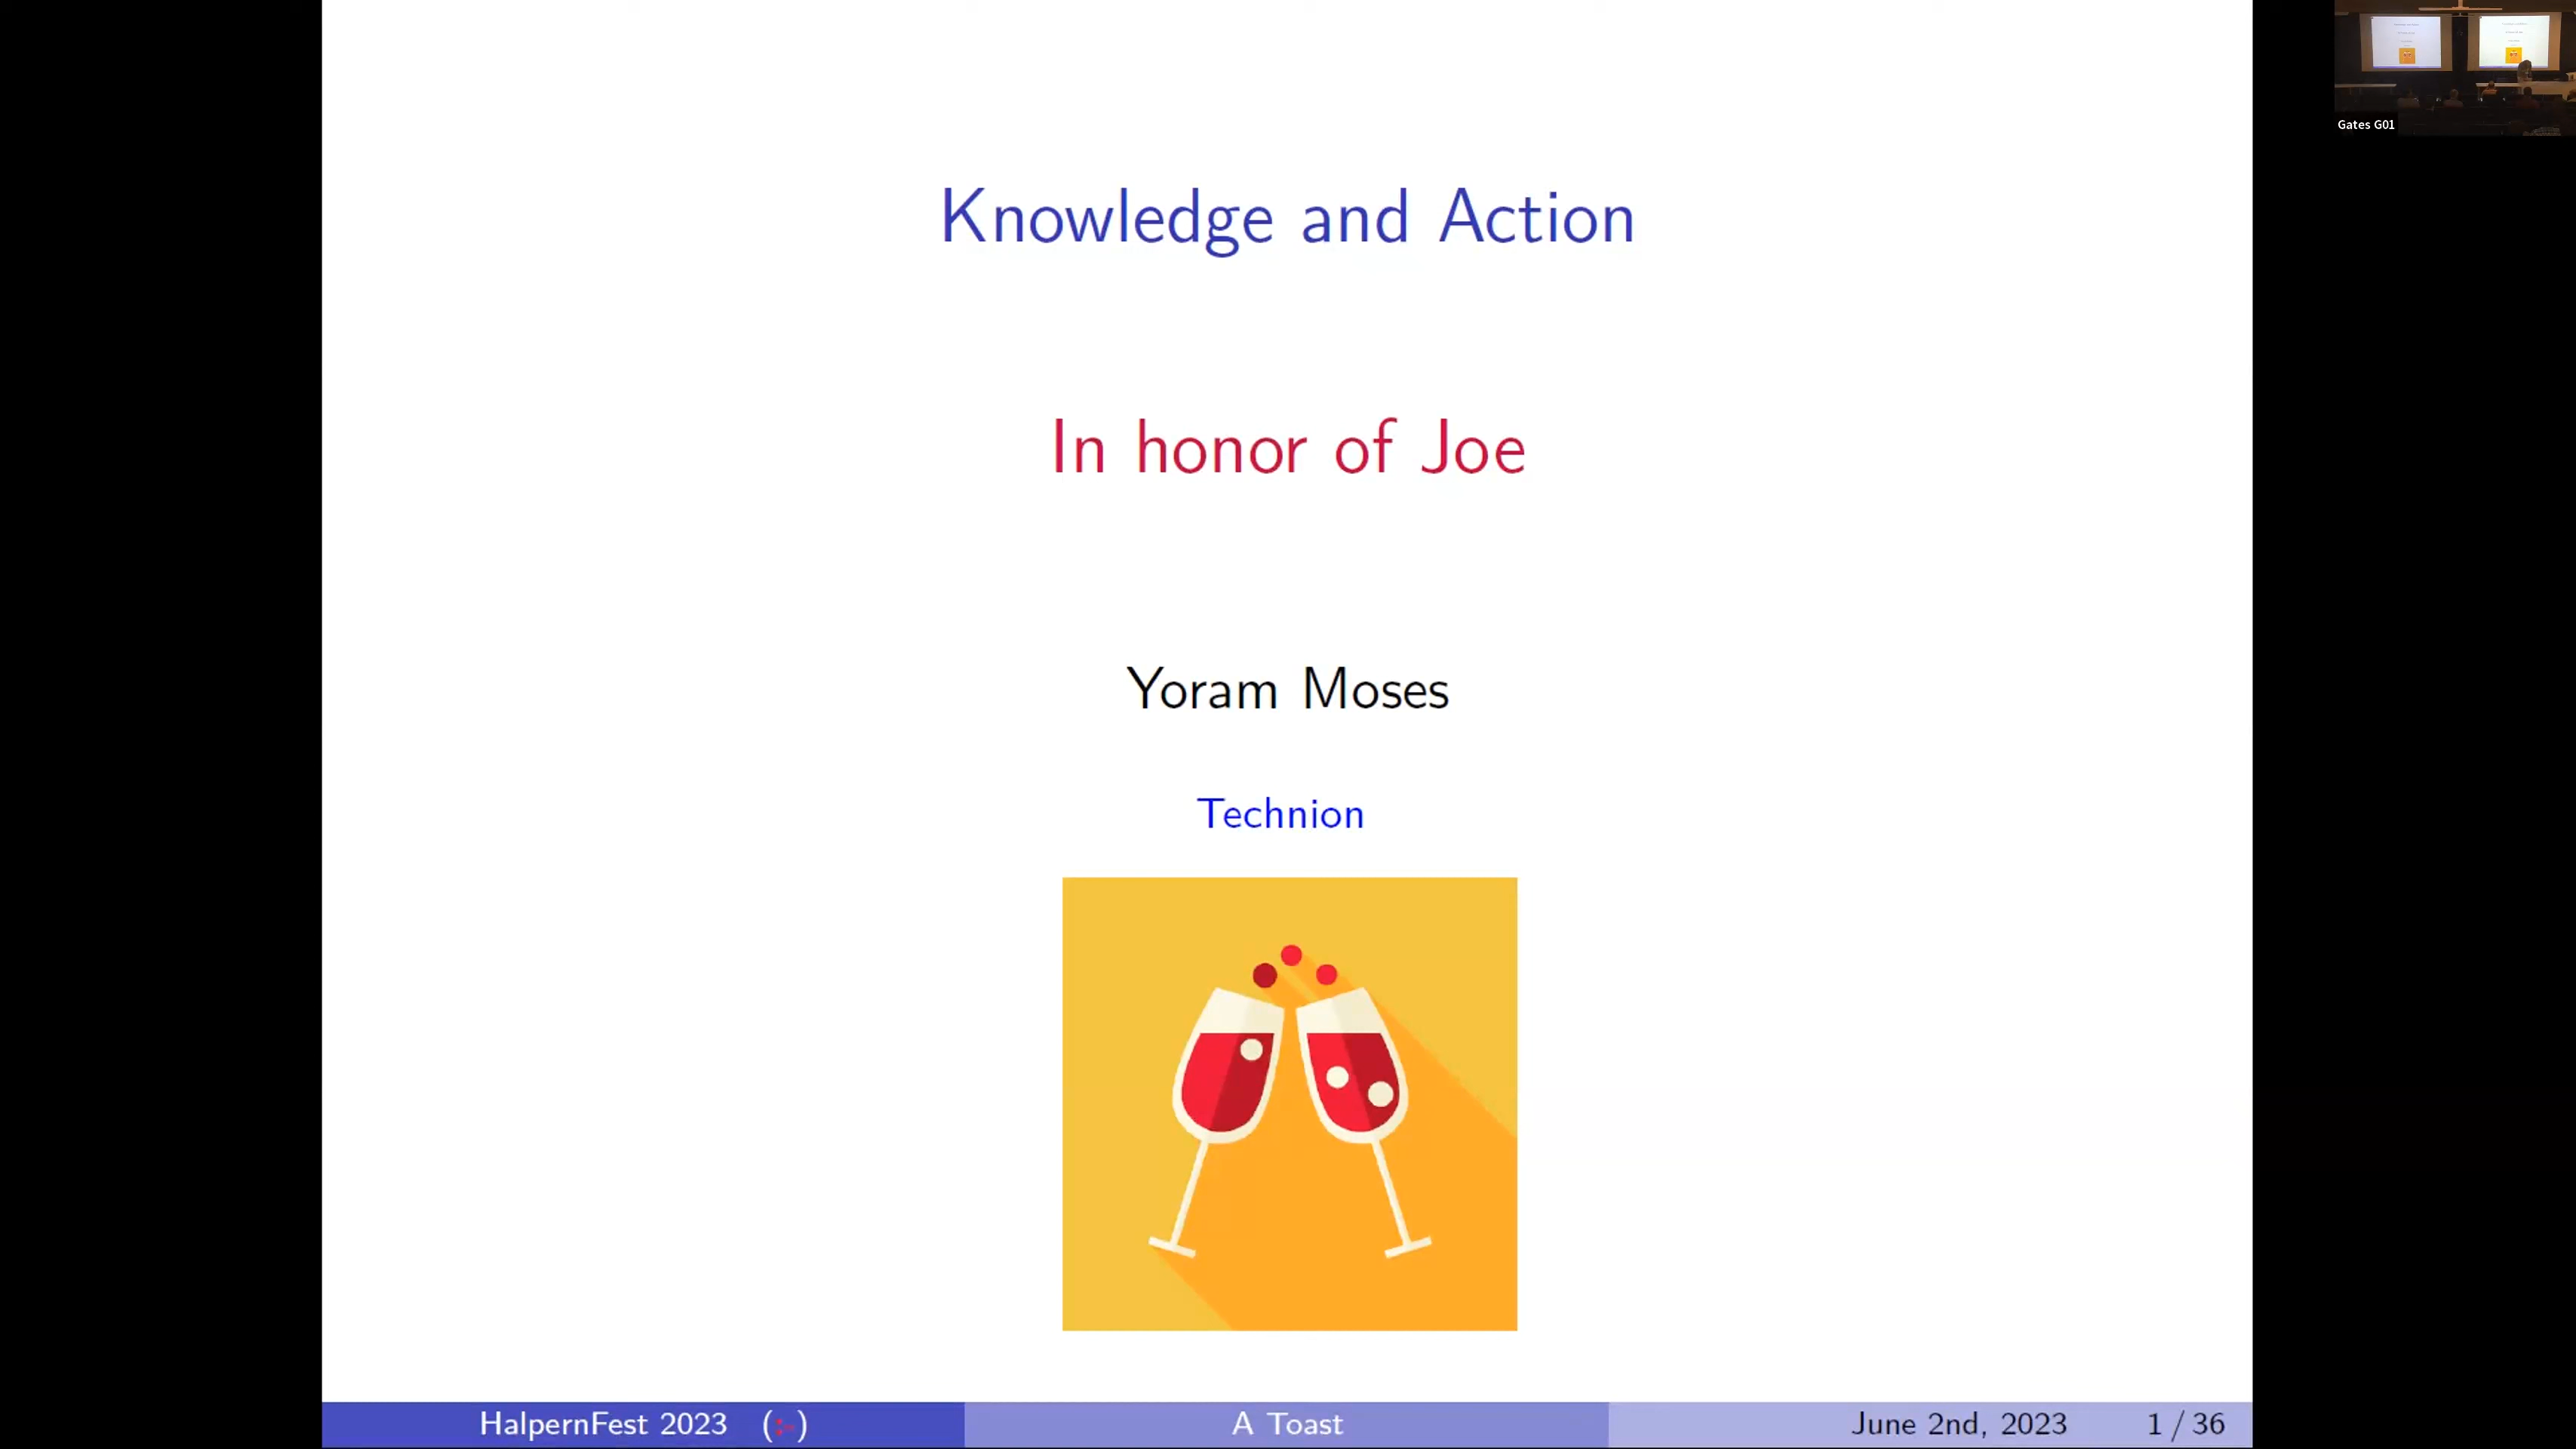 Knowledge and Action
In honor of Joe
Yoram Moses
Technion
HalpernFest 2023 (:-)
A Toast
June 2nd, 2023 1 / 36
Gates G01